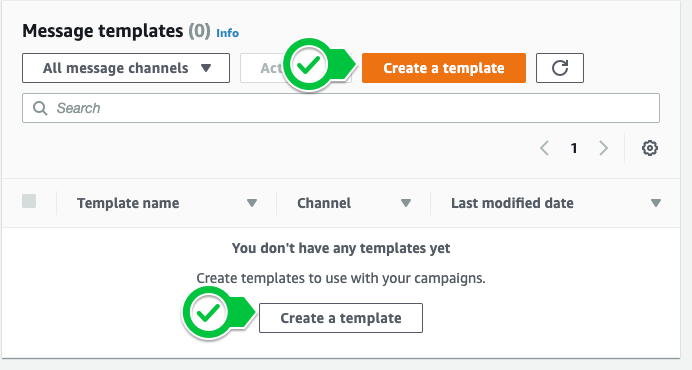 Message templates (0) Info
All message channels Act Create a template
Search
1
Template name Channel Last modified date
You don't have any templates yet
Create templates to use with your campaigns.
Create a template